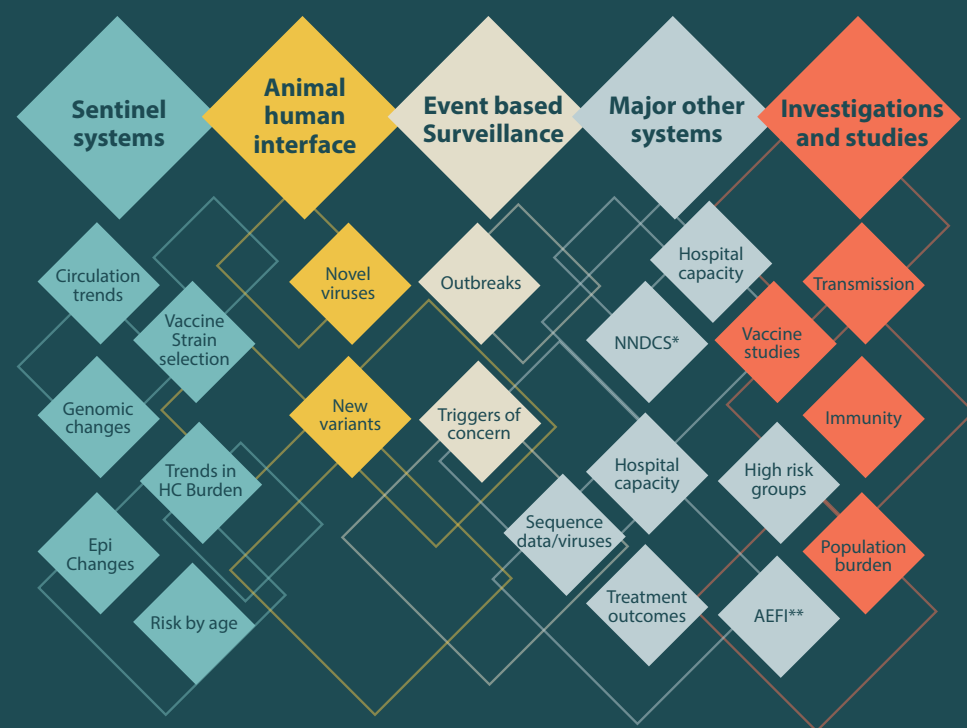 Sentinel
systems
Animal
human
interface
Event based
Surveillance
Major other
systems
Investigations
and studies
Circulation
trends
Vaccine
Strain
selection
Genomic
changes
Trends in
HC Burden
Epi
Changes
Risk by age
Novel
viruses
New
variants
Outbreaks
Triggers of
concern
Hospital
capacity
NNDCS*
Hospital
capacity
Sequence
data/viruses
Treatment
outcomes
High risk
groups
AEFI**
Vaccine
studies
Transmission
Immunity
Population
burden